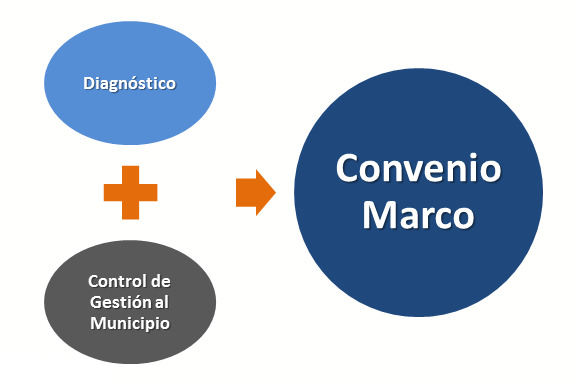 Diagnóstico
Control de
Gestión al
Municipio
Convenio
Marco